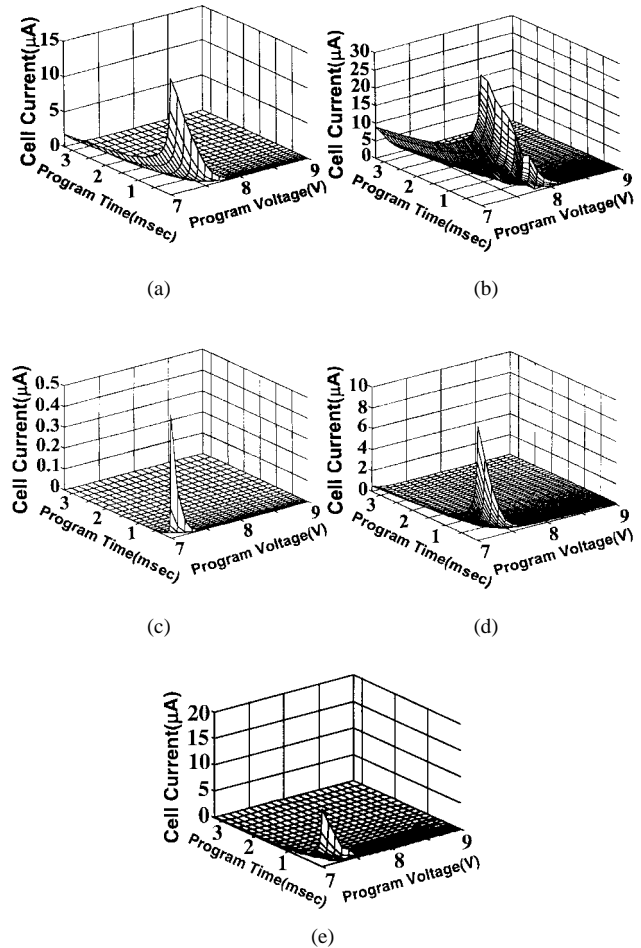 15
10
5
0
Cell Current(μA)
3
2
1
7
8
9
Program Time(msec)
Program Voltage(V)
(a)
30
25
20
15
10
5
0
Cell Current(μA)
3
2
1
7
8
9
Program Time(msec)
Program Voltage(V)
(b)
0.5
0.4
0.3
0.2
0.1
0
Cell Current(μA)
3
2
1
7
8
9
Program Time(msec)
Program Voltage(V)
(c)
10
8
6
4
2
0
Cell Current(μA)
3
2
1
7
8
9
Program Time(msec)
Program Voltage(V)
(d)
20
15
10
5
0
Cell Current(μA)
3
2
1
7
8
9
Program Time(msec)
Program Voltage(V)
(e)